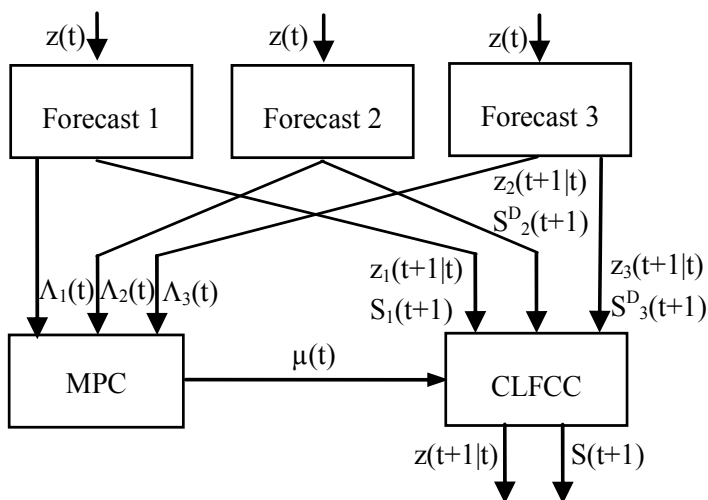 z(t) z(t) z(t)
Forecast 1 Forecast 2 Forecast 3
z₂(t+1|t)
Sᴰ₂(t+1)
z₁(t+1|t) z₃(t+1|t)
Λ₁(t) Λ₂(t) Λ₃(t)
S₁(t+1) Sᴰ₃(t+1)
μ(t)
MPC CLFCC
z(t+1|t) S(t+1)